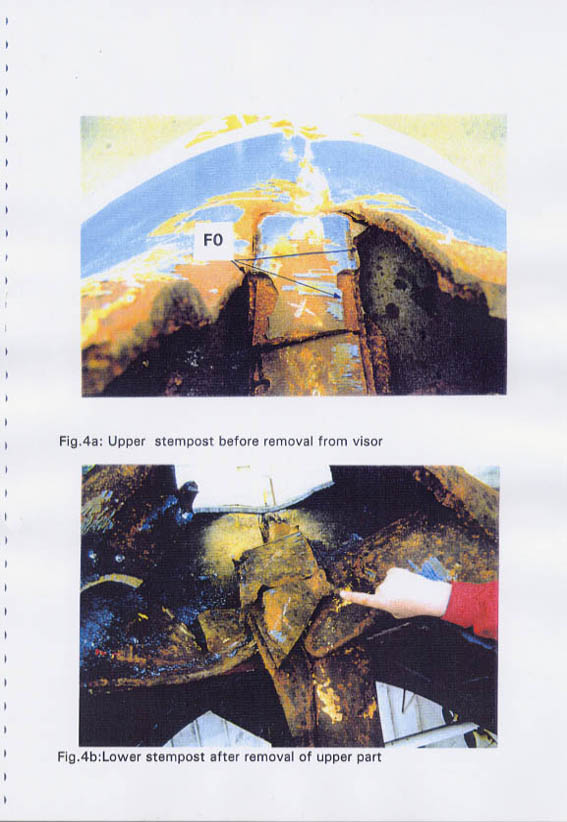 F0
Fig.4a: Upper stempost before removal from visor
Fig.4b:Lower stempost after removal of upper part